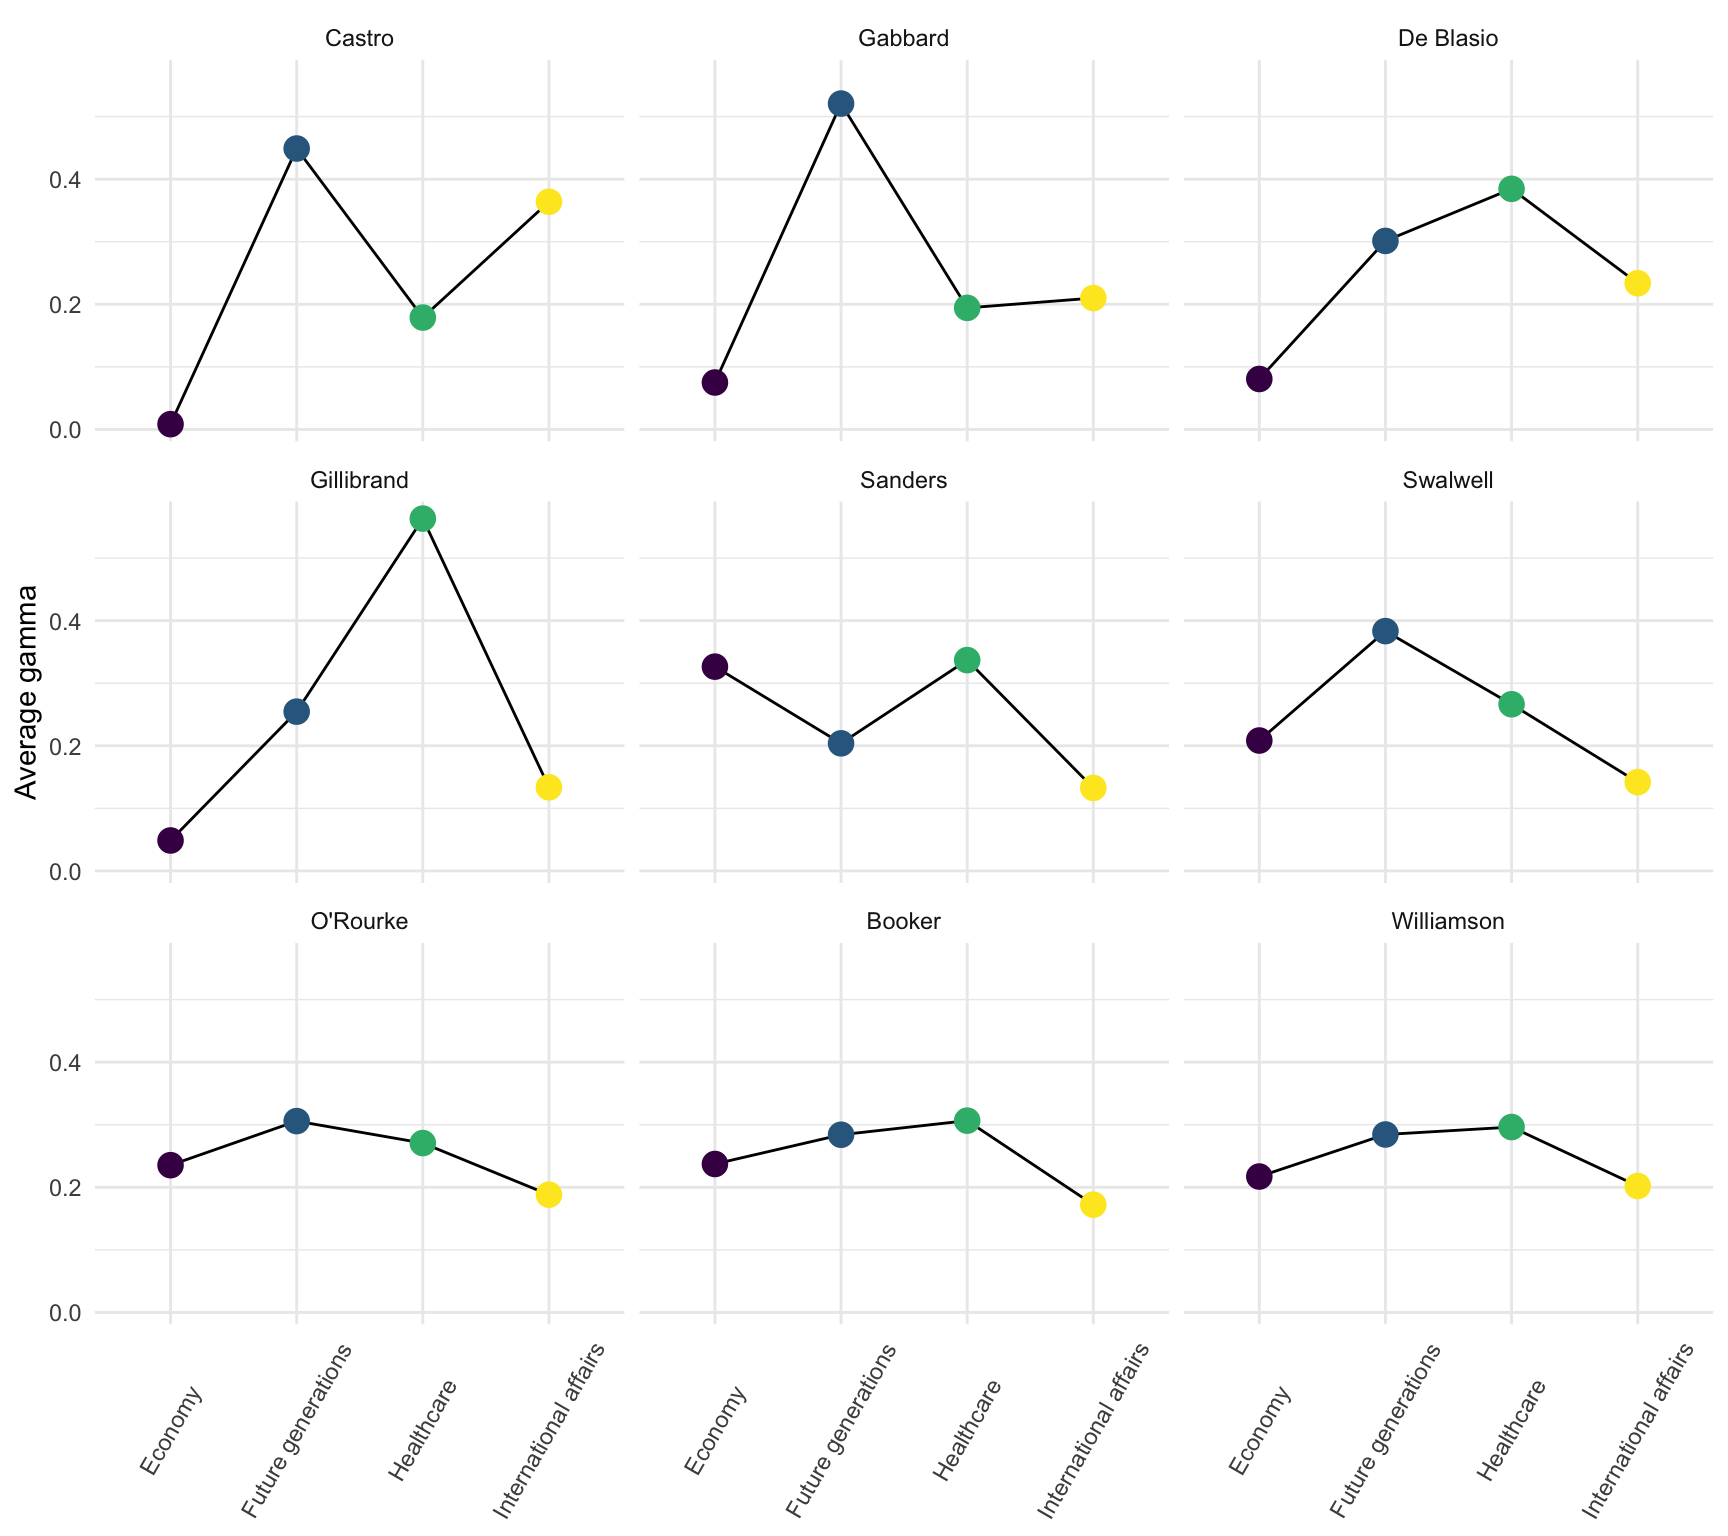 Castro
Gabbard
De Blasio
0.4
0.2
0.0
Gillibrand
Sanders
Swalwell
Average gamma
0.4
0.2
0.0
O'Rourke
Booker
Williamson
0.4
0.2
0.0
Economy
Future generations
Healthcare
International affairs
Economy
Future generations
Healthcare
International affairs
Economy
Future generations
Healthcare
International affairs